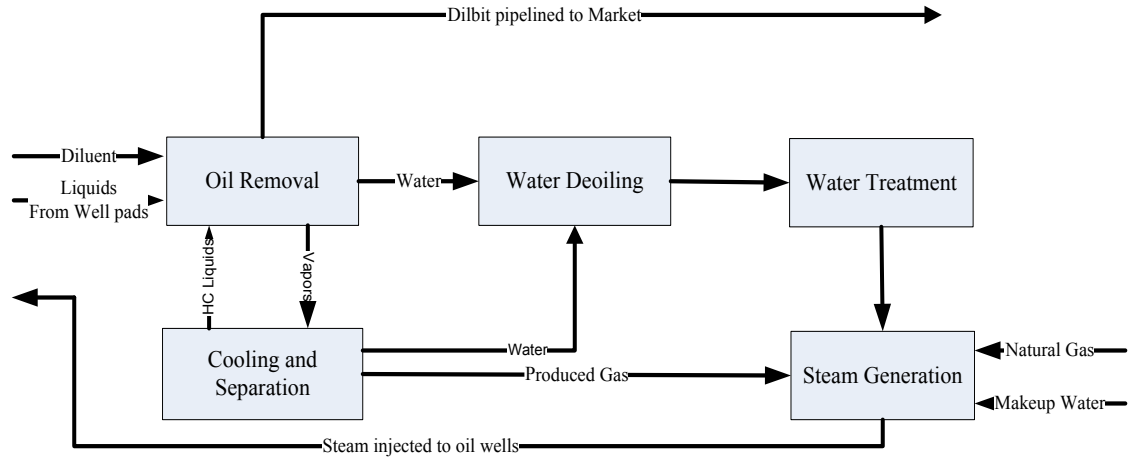 Dilbit pipelined to Market
Diluent
Liquids
From Well pads
Oil Removal
Water
Water Deoiling
Water Treatment
HC Liquids
Vapors
Cooling and
Separation
Water
Produced Gas
Steam Generation
Natural Gas
Makeup Water
Steam injected to oil wells